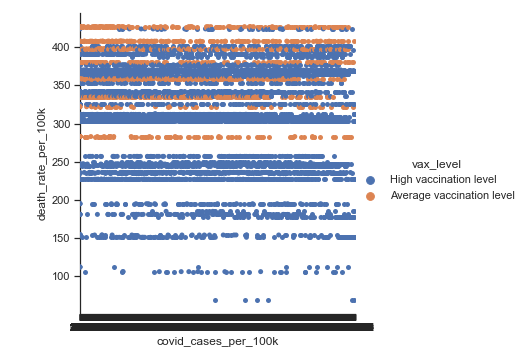 400
350
300
250
200
150
100
death_rate_per_100k
covid_cases_per_100k
vax_level
High vaccination level
Average vaccination level